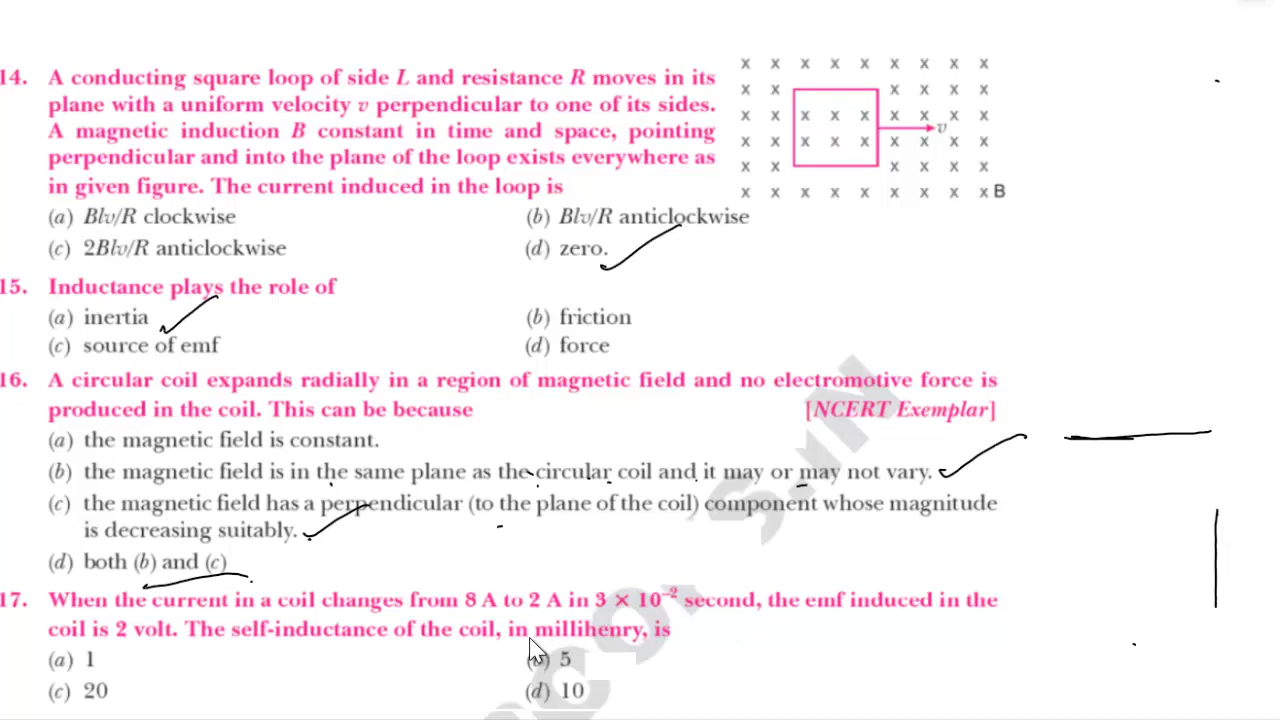 14. A conducting square loop of side L and resistance R moves in its
plane with a uniform velocity v perpendicular to one of its sides.
A magnetic induction B constant in time and space, pointing
perpendicular and into the plane of the loop exists everywhere as
in given figure. The current induced in the loop is
(a) Blv/R clockwise (b) Blv/R anticlockwise
(c) 2Blv/R anticlockwise (d) zero.
x x x x x x x x x
x x x x x x
x x x x x x x x x
v
x x x x x x x x x
x x x x x x
x x x x x x x x x B
15. Inductance plays the role of
(a) inertia (b) friction
(c) source of emf (d) force
16. A circular coil expands radially in a region of magnetic field and no electromotive force is
produced in the coil. This can be because [NCERT Exemplar]
(a) the magnetic field is constant.
(b) the magnetic field is in the same plane as the circular coil and it may or may not vary.
(c) the magnetic field has a perpendicular (to the plane of the coil) component whose magnitude
is decreasing suitably.
(d) both (b) and (c)
17. When the current in a coil changes from 8 A to 2 A in 3 × 10⁻² second, the emf induced in the
coil is 2 volt. The self-inductance of the coil, in millihenry, is
(a) 1 (b) 5
(c) 20 (d) 10